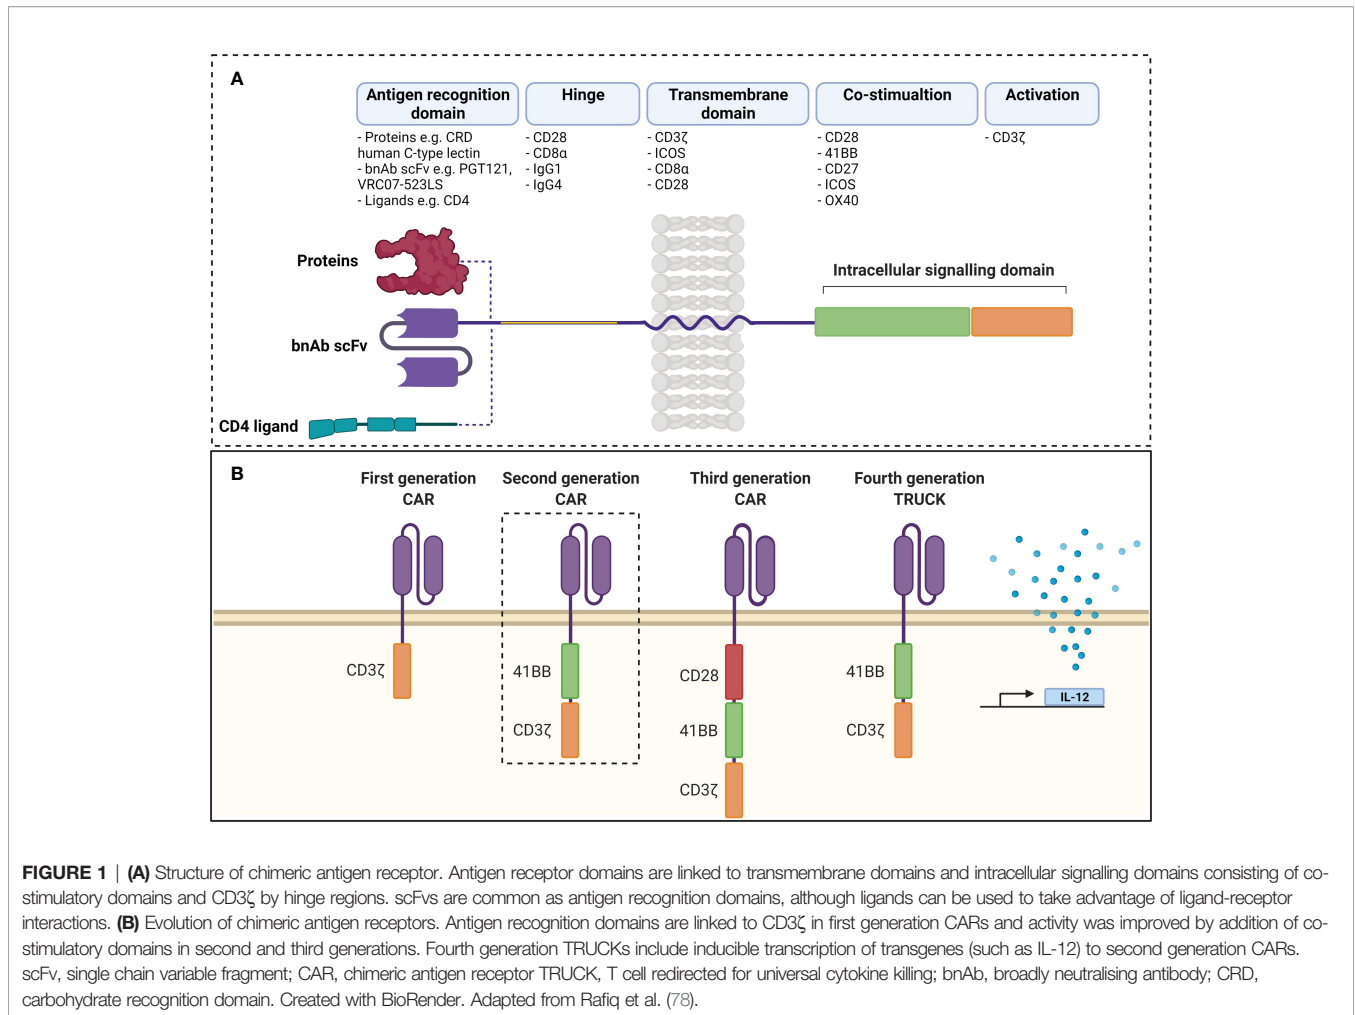 A
Antigen recognition
domain
- Proteins e.g. CRD
human C-type lectin
- bnAb scFv e.g. PGT121,
VRC07-523LS
- Ligands e.g. CD4
Hinge
- CD28
- CD8α
- IgG1
- IgG4
Transmembrane
domain
- CD3ζ
- ICOS
- CD8α
- CD28
Co-stimualtion
- CD28
- 41BB
- CD27
- ICOS
- OX40
Activation
- CD3ζ
Proteins
bnAb scFv
CD4 ligand
Intracellular signalling domain
B
First generation
CAR
CD3ζ
Second generation
CAR
41BB
CD3ζ
Third generation
CAR
CD28
41BB
CD3ζ
Fourth generation
TRUCK
41BB
CD3ζ
IL-12
FIGURE 1 | (A) Structure of chimeric antigen receptor. Antigen receptor domains are linked to transmembrane domains and intracellular signalling domains consisting of co-
stimulatory domains and CD3ζ by hinge regions. scFvs are common as antigen recognition domains, although ligands can be used to take advantage of ligand-receptor
interactions. (B) Evolution of chimeric antigen receptors. Antigen recognition domains are linked to CD3ζ in first generation CARs and activity was improved by addition of co-
stimulatory domains in second and third generations. Fourth generation TRUCKs include inducible transcription of transgenes (such as IL-12) to second generation CARs.
scFv, single chain variable fragment; CAR, chimeric antigen receptor TRUCK, T cell redirected for universal cytokine killing; bnAb, broadly neutralising antibody; CRD,
carbohydrate recognition domain. Created with BioRender. Adapted from Rafiq et al. (78).